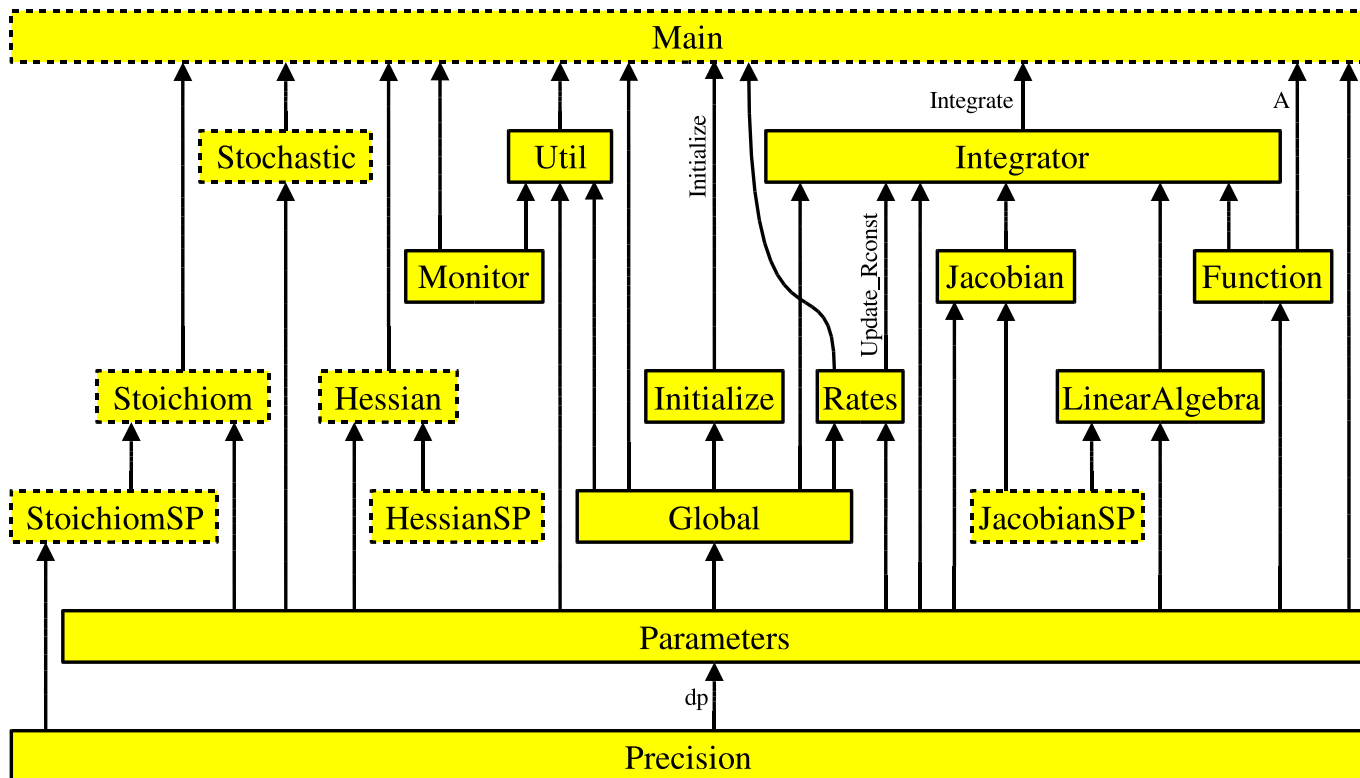 Main
Integrate
A
Initialize
Stochastic
Util
Integrator
Update_Rconst
Monitor
Jacobian
Function
Stoichiom
Hessian
Initialize
Rates
LinearAlgebra
StoichiomSP
HessianSP
Global
JacobianSP
Parameters
dp
Precision